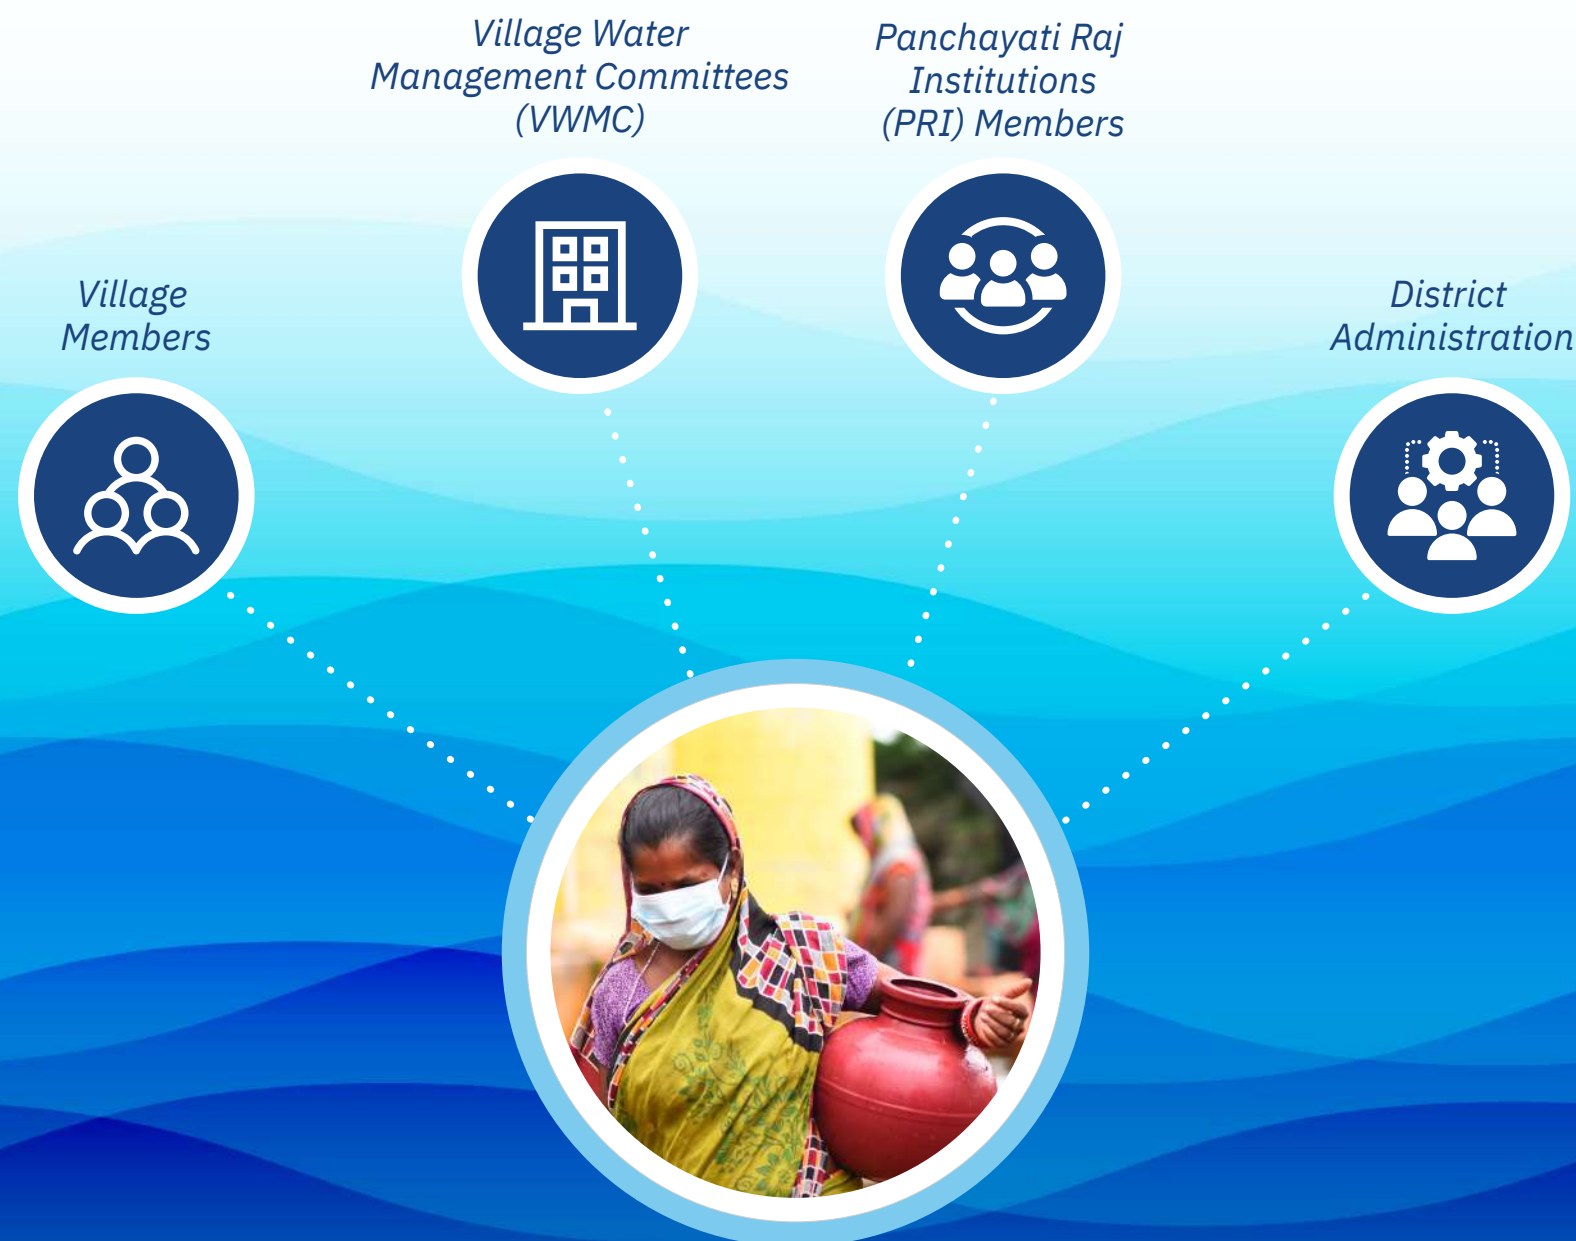 Village Water
Management Committees
(VWMC)
Panchayati Raj
Institutions
(PRI) Members
Village
Members
District
Administration